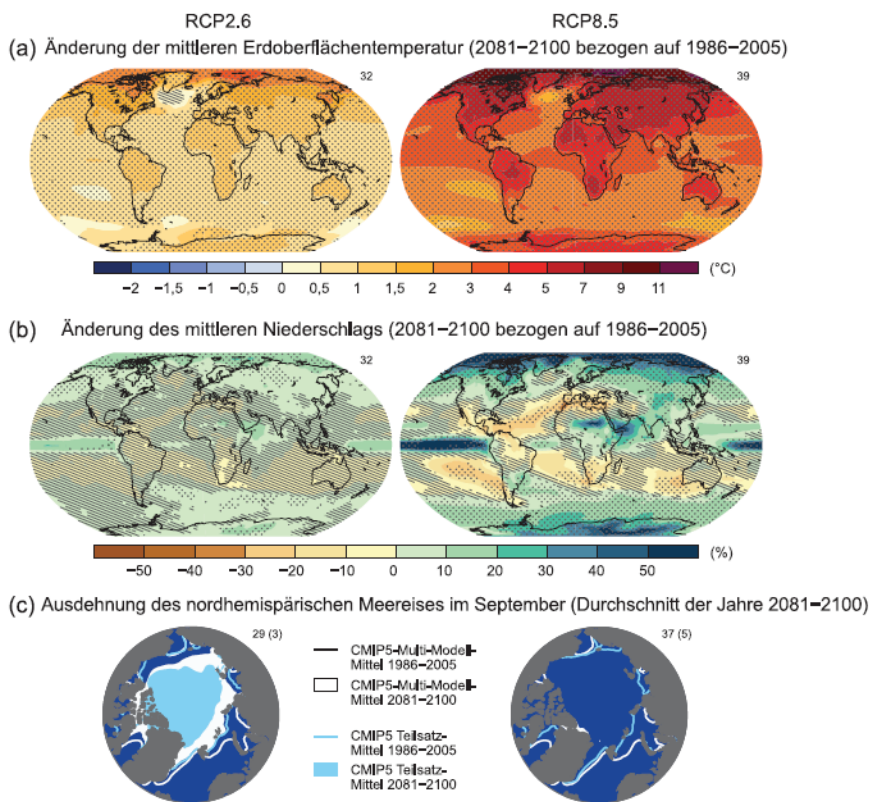 RCP2.6 RCP8.5
(a) Änderung der mittleren Erdoberflächentemperatur (2081–2100 bezogen auf 1986–2005)
32 39
−2 −1,5 −1 −0,5 0 0,5 1 1,5 2 3 4 5 7 9 11 (°C)
(b) Änderung des mittleren Niederschlags (2081–2100 bezogen auf 1986–2005)
32 39
−50 −40 −30 −20 −10 0 10 20 30 40 50 (%)
(c) Ausdehnung des nordhemispärischen Meereises im September (Durchschnitt der Jahre 2081–2100)
29 (3) 37 (5)
CMIP5-Multi-Modell-
Mittel 1986–2005
CMIP5-Multi-Modell-
Mittel 2081–2100
CMIP5 Teilsatz-
Mittel 1986–2005
CMIP5 Teilsatz-
Mittel 2081–2100